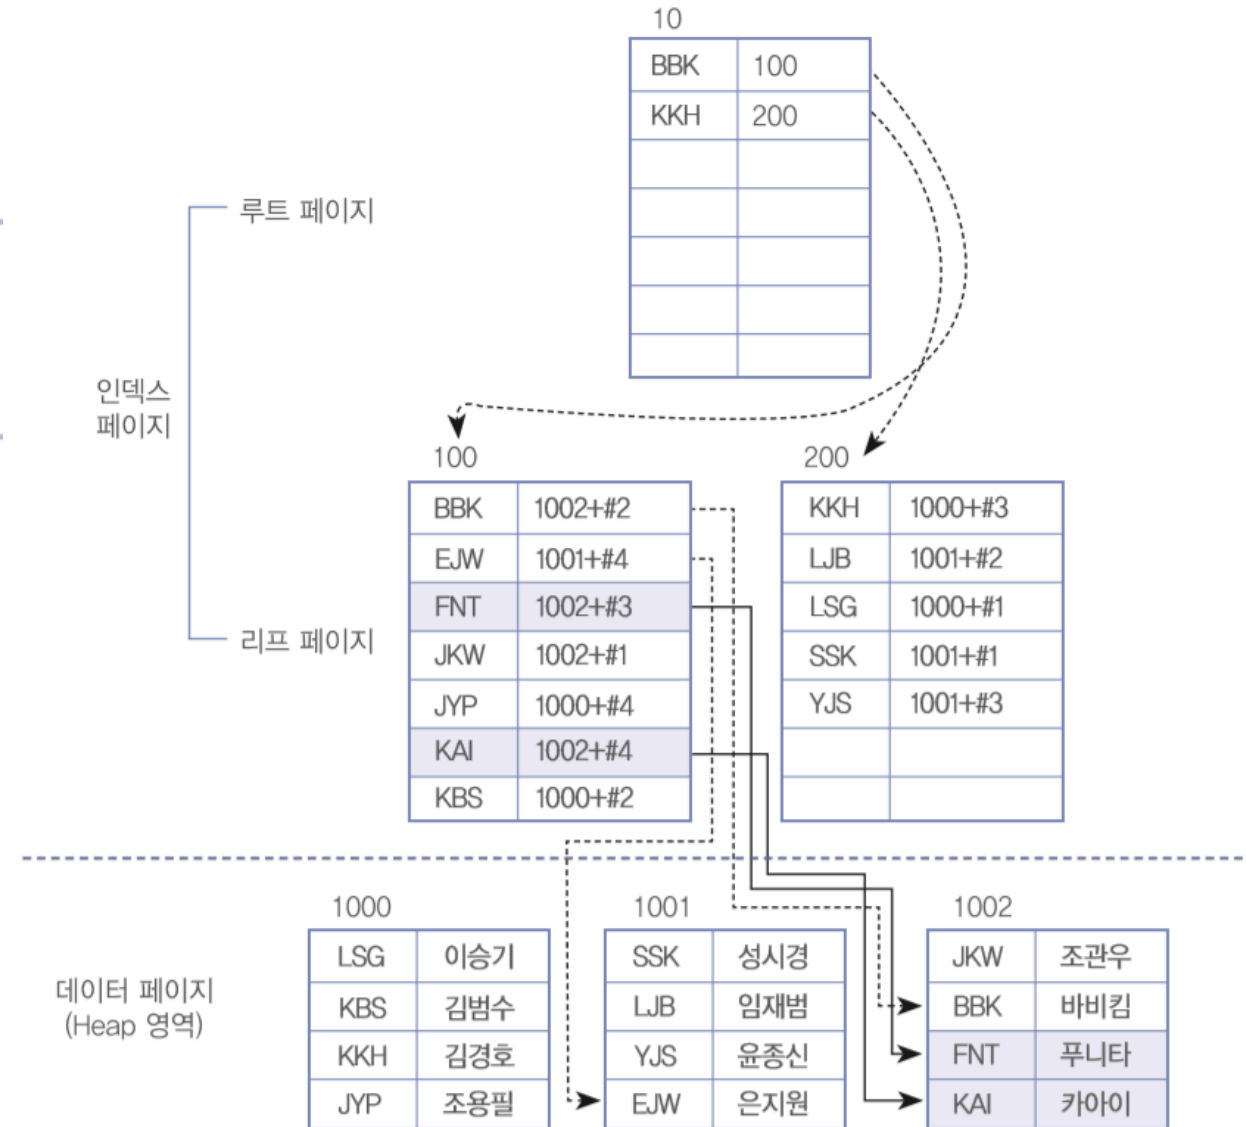 10
BBK 100
KKH 200
루트 페이지
인덱스
페이지
리프 페이지
100
BBK 1002+#2
EJW 1001+#4
FNT 1002+#3
JKW 1002+#1
JYP 1000+#4
KAI 1002+#4
KBS 1000+#2
200
KKH 1000+#3
LJB 1001+#2
LSG 1000+#1
SSK 1001+#1
YJS 1001+#3
데이터 페이지
(Heap 영역)
1000
LSG 이승기
KBS 김범수
KKH 김경호
JYP 조용필
1001
SSK 성시경
LJB 임재범
YJS 윤종신
EJW 은지원
1002
JKW 조관우
BBK 바비킴
FNT 푸니타
KAI 카아이